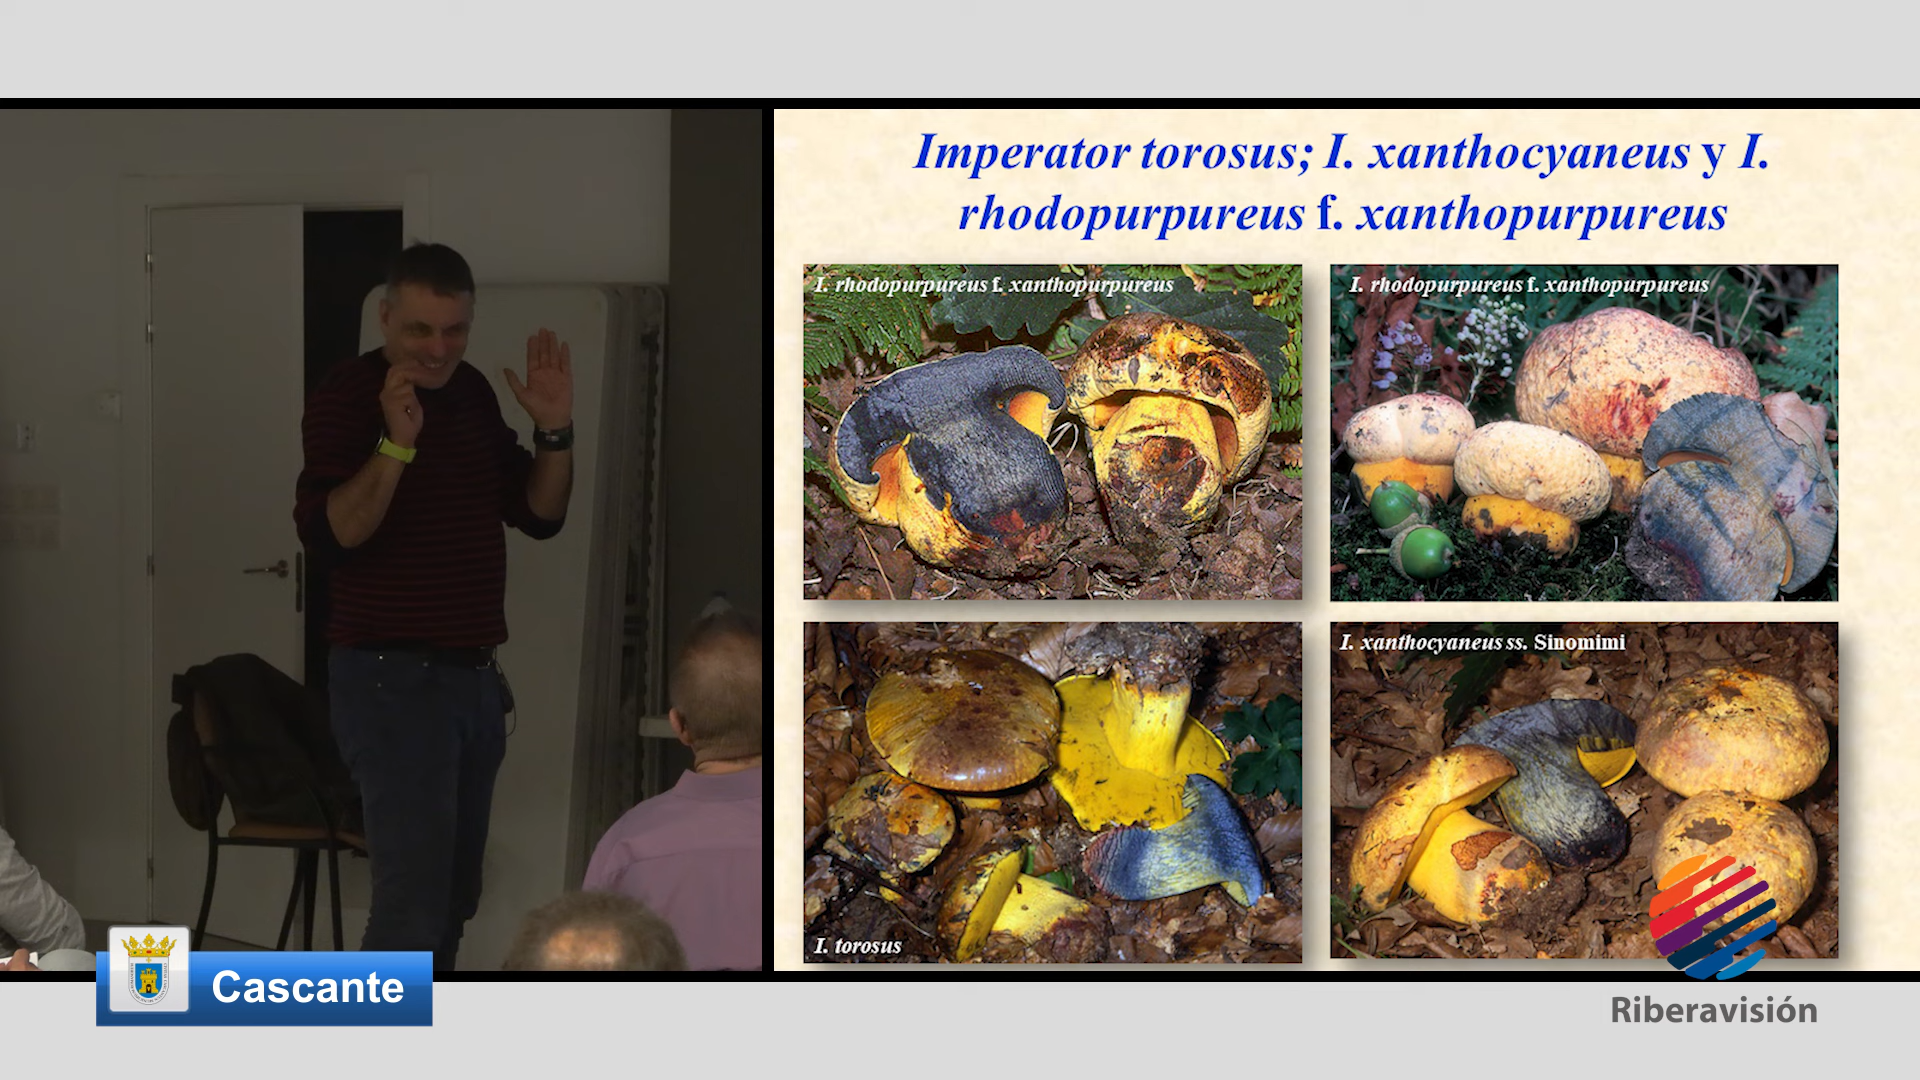 Imperator torosus; I. xanthocyaneus y I.
rhodopurpureus f. xanthopurpureus
I. rhodopurpureus f. xanthopurpureus
I. rhodopurpureus f. xanthopurpureus
I. torosus
I. xanthocyaneus ss. Sinomimi
Cascante
Riberavisión